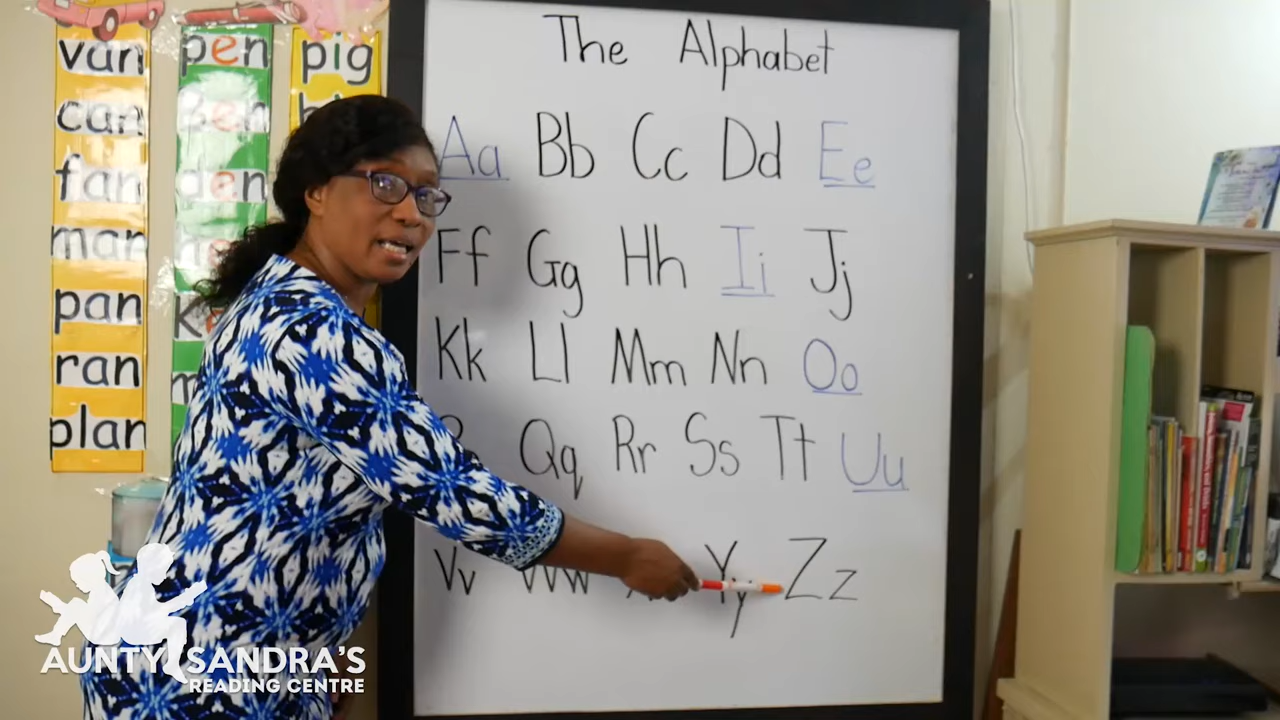 The Alphabet
Aa Bb Cc Dd Ee
Ff Gg Hh Ii Jj
Kk Ll Mm Nn Oo
Qq Rr Ss Tt Uu
Vv Ww Yy Zz
van
can
fan
man
pan
ran
plan
pen
den
pig
AUNTY SANDRA'S
READING CENTRE